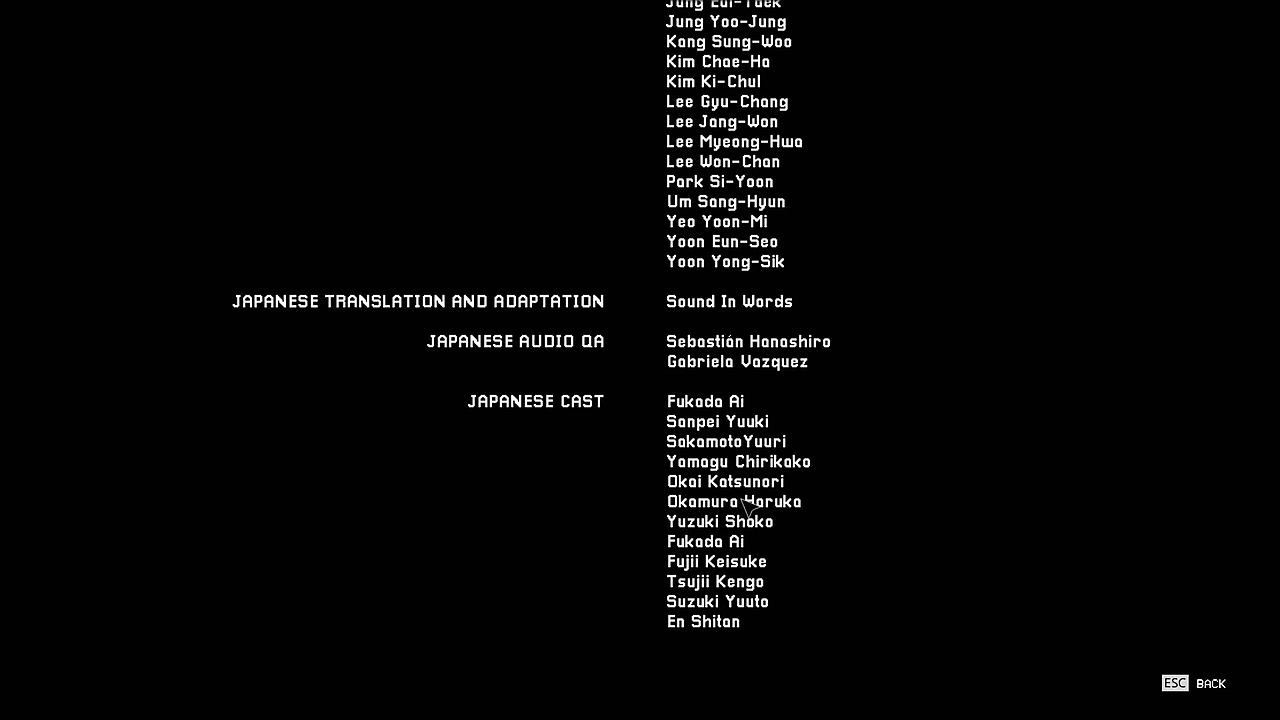 Jung Eui-Taek
Jung Yoo-Jung
Kang Sung-Woo
Kim Chae-Ha
Kim Ki-Chul
Lee Gyu-Chang
Lee Jang-Won
Lee Myeong-Hwa
Lee Won-Chan
Park Si-Yoon
Um Sang-Hyun
Yeo Yoon-Mi
Yoon Eun-Seo
Yoon Yong-Sik
JAPANESE TRANSLATION AND ADAPTATION Sound In Words
JAPANESE AUDIO QA Sebastián Hanashiro
Gabriela Vazquez
JAPANESE CAST Fukada Ai
Sanpei Yuuki
SakamotoYuuri
Yamagu Chirikako
Okai Katsunori
Okamura Haruka
Yuzuki Shoko
Fukada Ai
Fujii Keisuke
Tsujii Kengo
Suzuki Yuuto
En Shitan
ESC BACK